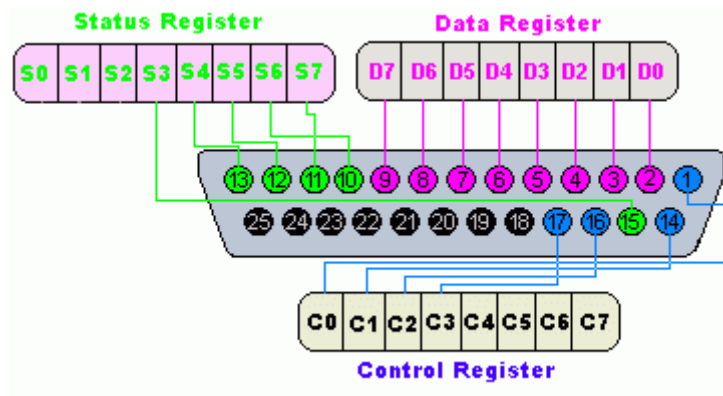 Status Register
Data Register
S0 S1 S2 S3 S4 S5 S6 S7
D7 D6 D5 D4 D3 D2 D1 D0
13 12 11 10 9 8 7 6 5 4 3 2 1
25 24 23 22 21 20 19 18 17 16 15 14
C0 C1 C2 C3 C4 C5 C6 C7
Control Register